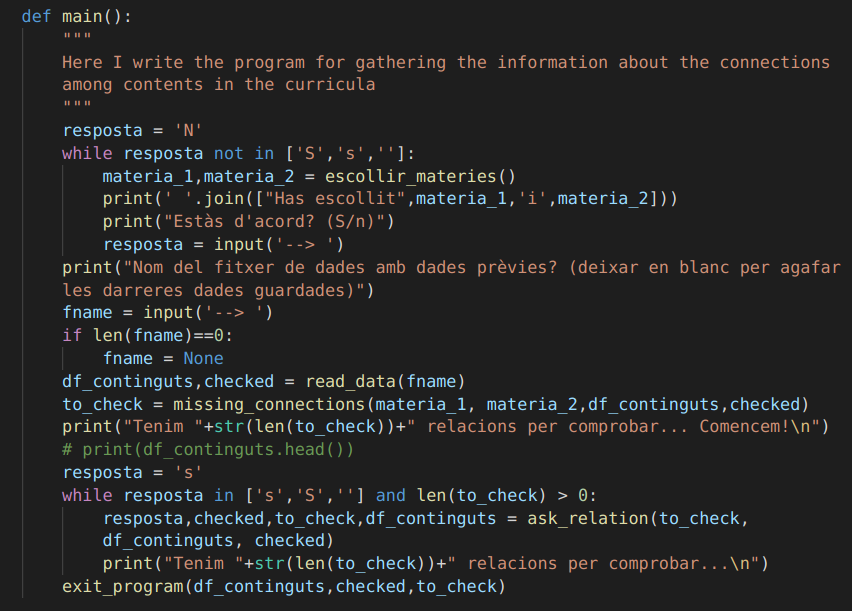 def main():
    """
    Here I write the program for gathering the information about the connections
    among contents in the curricula
    """
    resposta = 'N'
    while resposta not in ['S','s','']:
        materia_1,materia_2 = escollir_materies()
        print(' '.join(["Has escollit",materia_1,'i',materia_2]))
        print("Estàs d'acord? (S/n)")
        resposta = input('--> ')
    print("Nom del fitxer de dades amb dades prèvies? (deixar en blanc per agafar
    les darreres dades guardades)")
    fname = input('--> ')
    if len(fname)==0:
        fname = None
    df_continguts,checked = read_data(fname)
    to_check = missing_connections(materia_1, materia_2,df_continguts,checked)
    print("Tenim "+str(len(to_check))+" relacions per comprobar... Comencem!\n")
    # print(df_continguts.head())
    resposta = 's'
    while resposta in ['s','S',''] and len(to_check) > 0:
        resposta,checked,to_check,df_continguts = ask_relation(to_check,
        df_continguts, checked)
        print("Tenim "+str(len(to_check))+" relacions per comprobar...\n")
    exit_program(df_continguts,checked,to_check)